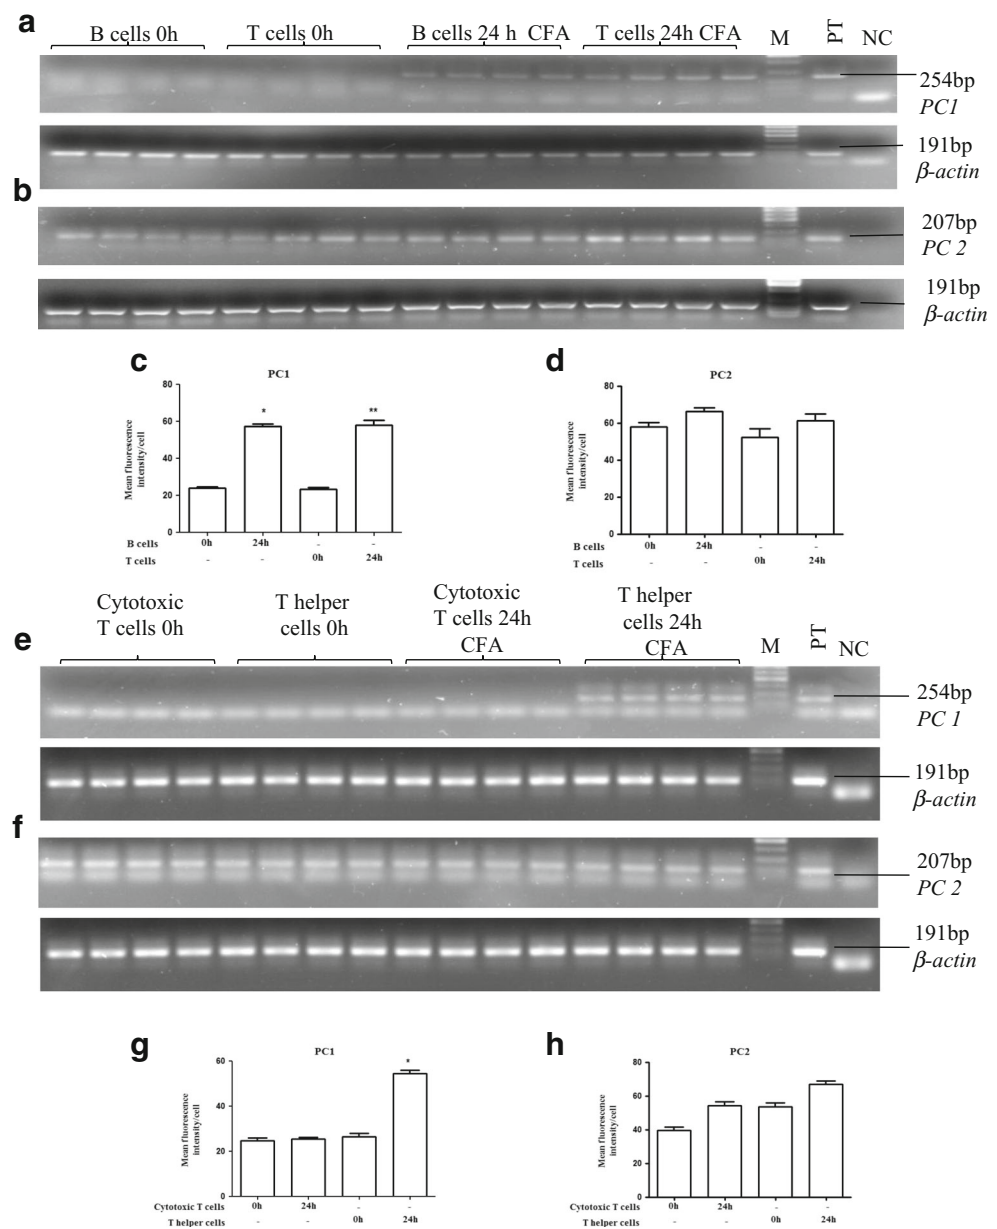 a
B cells 0h
T cells 0h
B cells 24 h CFA
T cells 24h CFA
M
PT
NC
254bp
PC1
191bp
β-actin
b
207bp
PC 2
191bp
β-actin
c
PC1
Mean fluorescence
intensity/cell
80
60
40
20
0
*
**
B cells 0h 24h - -
T cells - - 0h 24h
d
PC2
Mean fluorescence
intensity/cell
80
60
40
20
0
B cells 0h 24h - -
T cells - - 0h 24h
e
Cytotoxic
T cells 0h
T helper
cells 0h
Cytotoxic
T cells 24h
CFA
T helper
cells 24h
CFA
M
PT
NC
254bp
PC 1
191bp
β-actin
f
207bp
PC 2
191bp
β-actin
g
PC1
Mean fluorescence
intensity/cell
60
40
20
0
*
Cytotoxic T cells 0h 24h - -
T helper cells - - 0h 24h
h
PC2
Mean fluorescence
intensity/cell
80
60
40
20
0
Cytotoxic T cells 0h 24h - -
T helper cells - - 0h 24h